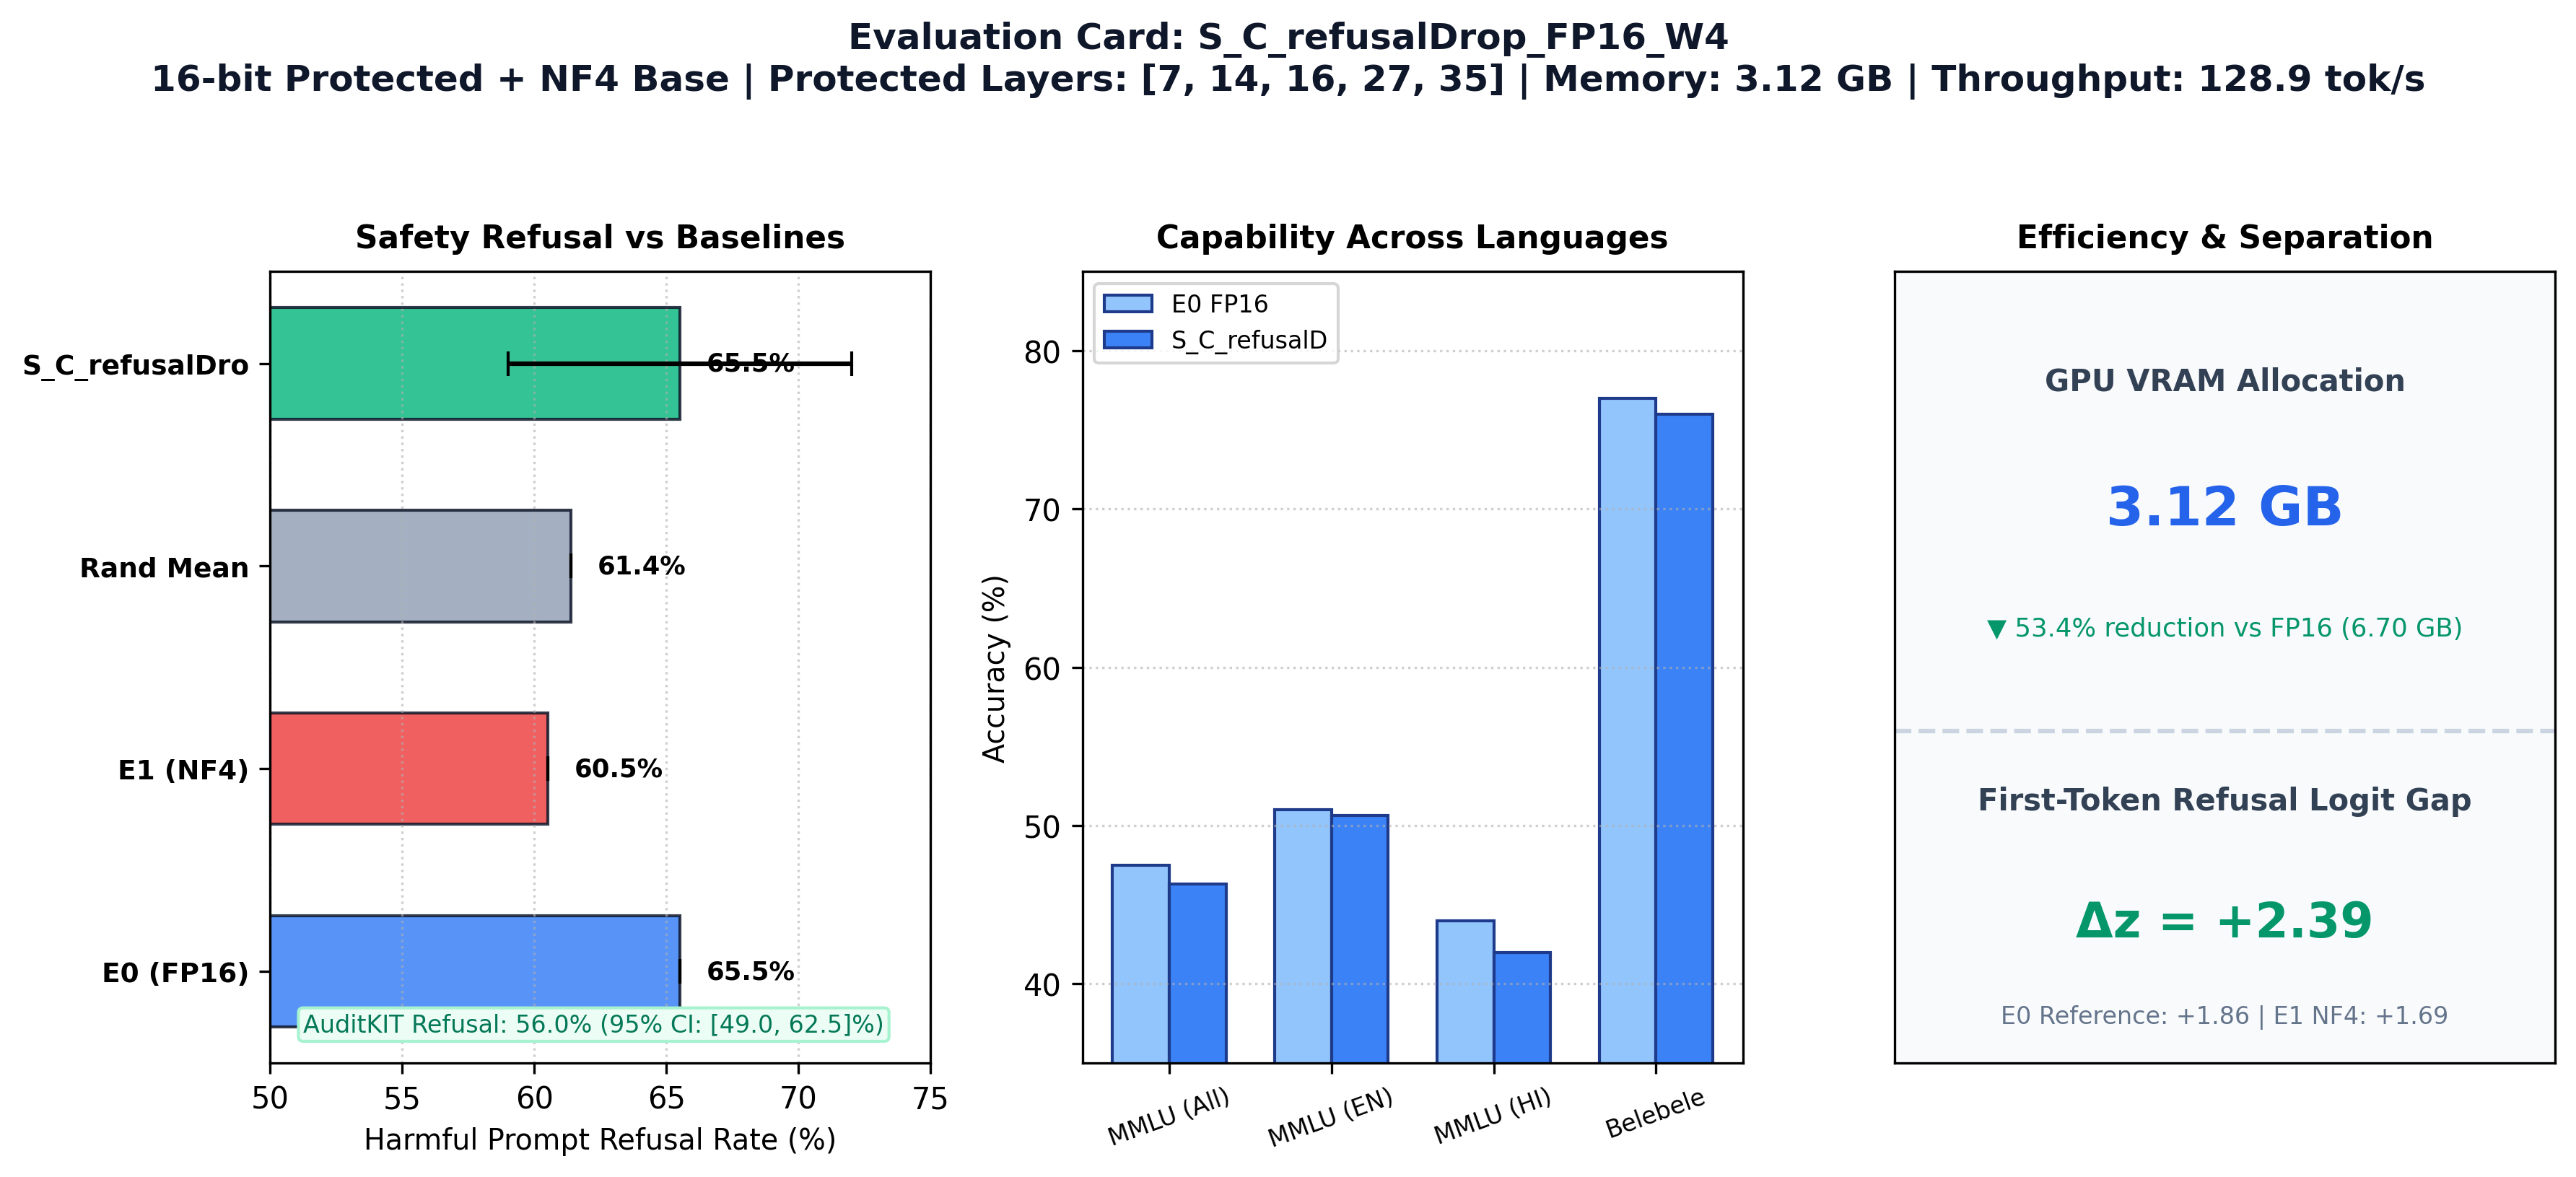 Evaluation Card: S_C_refusalDrop_FP16_W4
16-bit Protected + NF4 Base | Protected Layers: [7, 14, 16, 27, 35] | Memory: 3.12 GB | Throughput: 128.9 tok/s
Safety Refusal vs Baselines
S_C_refusalDro
65.5%
Rand Mean
61.4%
E1 (NF4)
60.5%
E0 (FP16)
65.5%
AuditKIT Refusal: 56.0% (95% CI: [49.0, 62.5]%)
50 55 60 65 70 75
Harmful Prompt Refusal Rate (%)
Capability Across Languages
E0 FP16
S_C_refusalD
80
70
60
50
40
Accuracy (%)
MMLU (All) MMLU (EN) MMLU (HI) Belebele
Efficiency & Separation
GPU VRAM Allocation
3.12 GB
▼ 53.4% reduction vs FP16 (6.70 GB)
First-Token Refusal Logit Gap
Δz = +2.39
E0 Reference: +1.86 | E1 NF4: +1.69